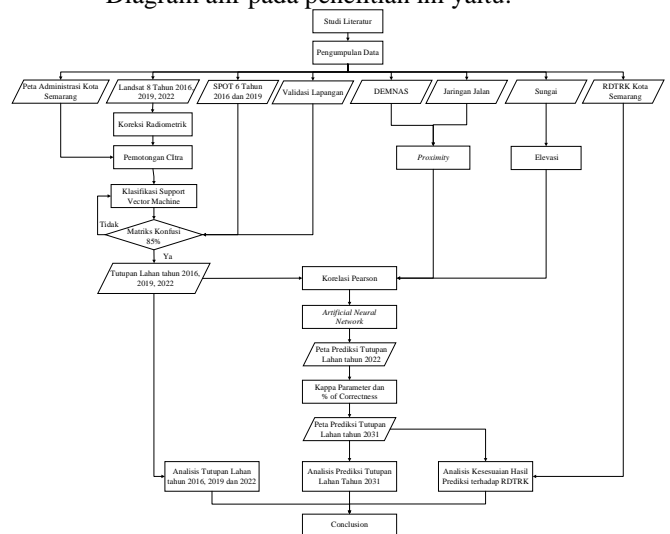 Diagram alir pada penelitian ini yaitu:
Studi Literatur
Pengumpulan Data
Peta Administrasi Kota
Semarang
Landsat 8 Tahun 2016,
2019, 2022
SPOT 6 Tahun
2016 dan 2019
Validasi Lapangan
DEMNAS
Jaringan Jalan
Sungai
RDTRK Kota
Semarang
Koreksi Radiometrik
Pemotongan CItra
Proximity
Elevasi
Klasifikasi Support
Vector Machine
Tidak
Matriks Konfusi
85%
Ya
Tutupan Lahan tahun 2016,
2019, 2022
Korelasi Pearson
Artificial Neural
Network
Peta Prediksi Tutupan
Lahan tahun 2022
Kappa Parameter dan
% of Correctness
Peta Prediksi Tutupan
Lahan tahun 2031
Analisis Tutupan Lahan
tahun 2016, 2019 dan 2022
Analisis Prediksi Tutupan
Lahan Tahun 2031
Analisis Kesesuaian Hasil
Prediksi terhadap RDTRK
Conclusion